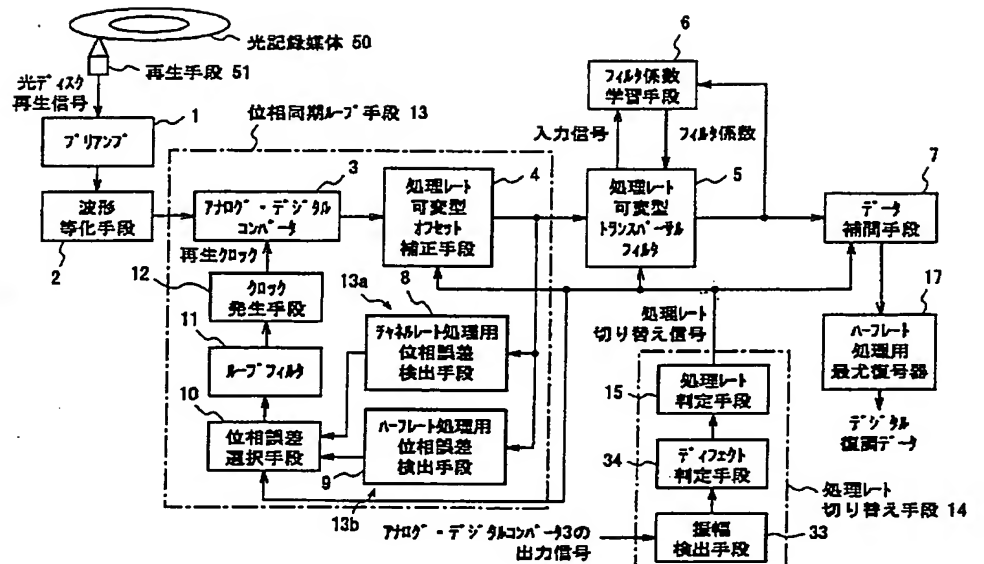 光記録媒体 50
再生手段 51
光ディスク
再生信号
1
プリアンプ
波形
等化手段
2
位相同期ループ手段 13
3
アナログ・デジタル
コンバータ
再生クロック
12
クロック
発生手段
11
ループフィルタ
10
位相誤差
選択手段
4
処理レート
可変型
オフセット
補正手段
13a
8
チャネルレート処理用
位相誤差
検出手段
ハーフレート処理用
位相誤差
検出手段
9
13b
6
フィルタ係数
学習手段
入力信号
フィルタ係数
5
処理レート
可変型
トランスバーサル
フィルタ
7
データ
補間手段
17
ハーフレート
処理用
最尤復号器
デジタル
復調データ
処理レート
切り替え信号
15
処理レート
判定手段
34
ディフェクト
判定手段
振幅
検出手段
33
処理レート
切り替え手段 14
アナログ・デジタルコンバータ3の
出力信号